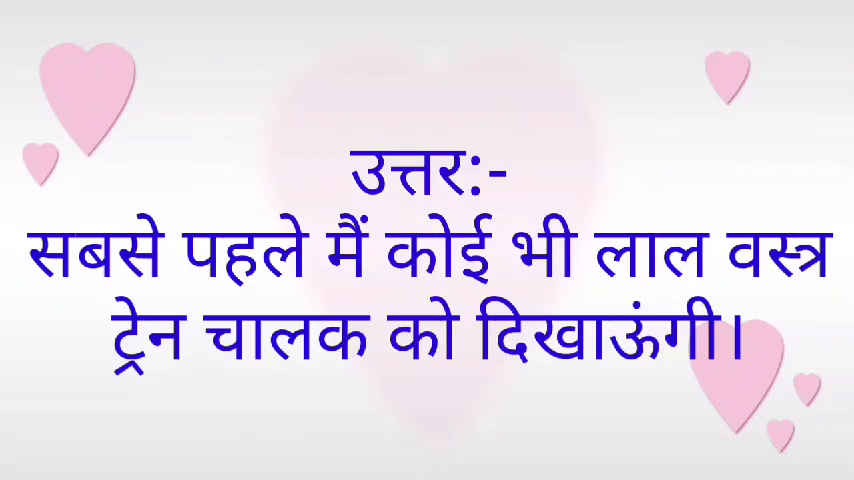 उत्तर:-
सबसे पहले मैं कोई भी लाल वस्त्र
ट्रेन चालक को दिखाऊंगी।